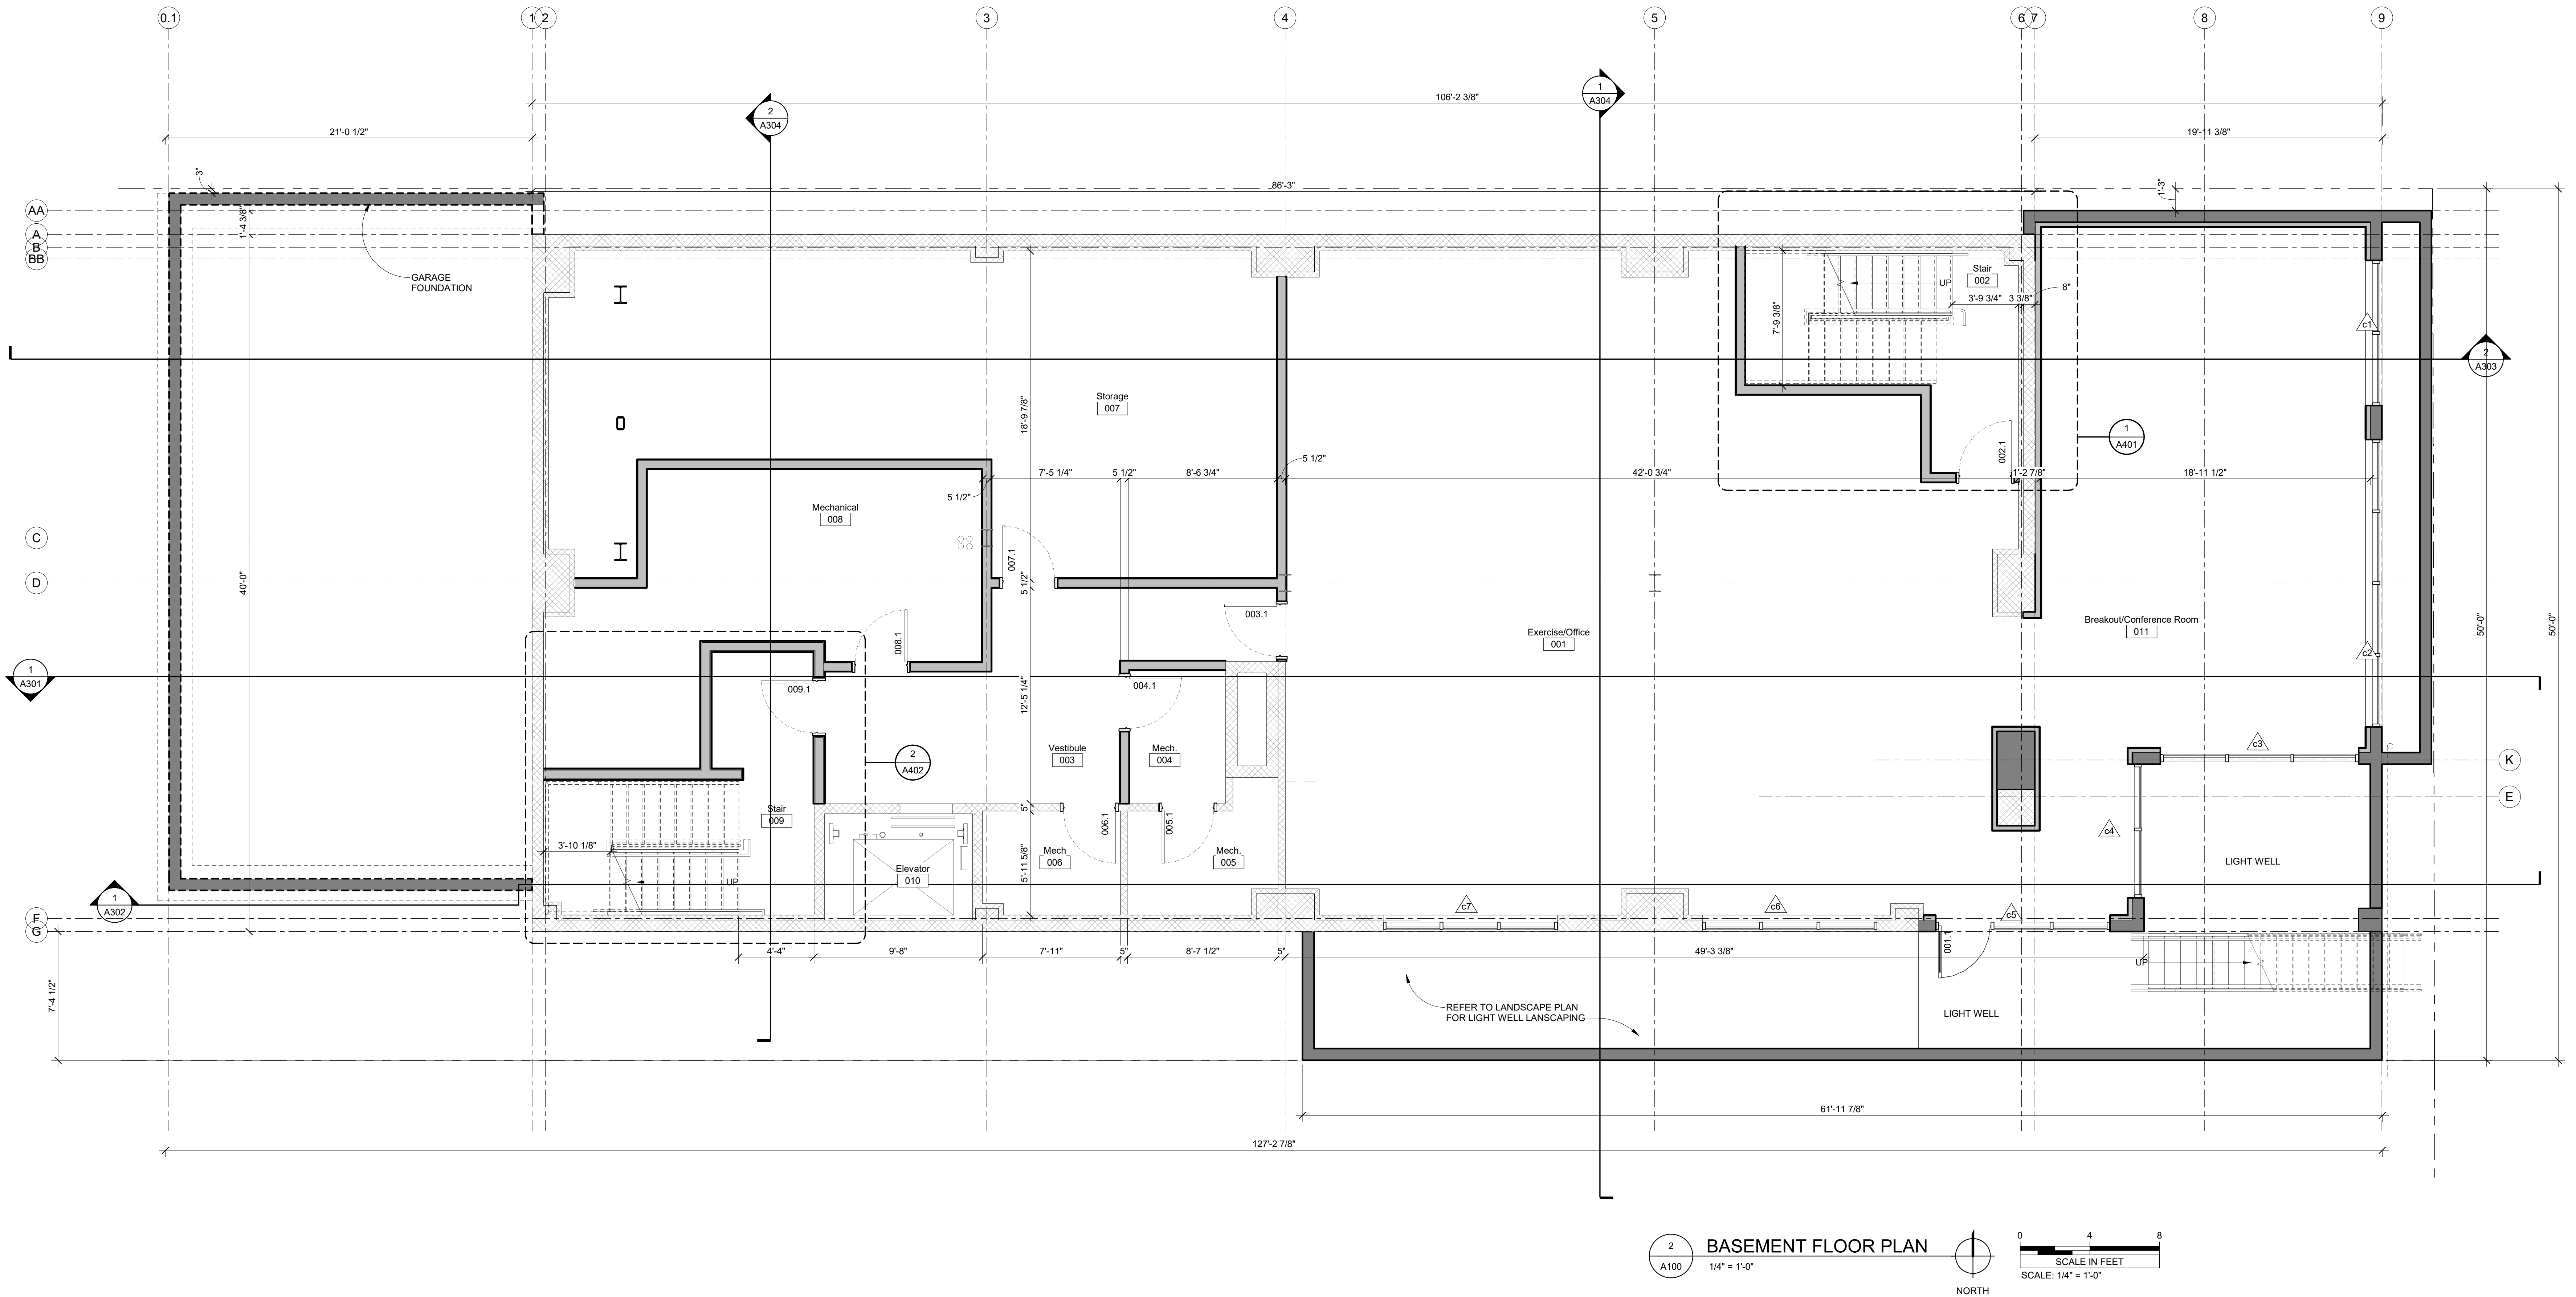 0.1
1
2
3
4
5
6
7
8
9
1
A304
2
A304
106'-2 3/8"
21'-0 1/2"
19'-11 3/8"
3"
86'-3"
1'-3"
AA
1'-4 3/8"
A
B
BB
GARAGE
FOUNDATION
Stair
002
UP
3'-9 3/4"
3 3/8"
8"
7'-9 3/8"
c1
2
A303
Storage
007
18'-9 7/8"
1
A401
002.1
5 1/2"
7'-5 1/4"
5 1/2"
8'-6 3/4"
42'-0 3/4"
1'-2 7/8"
18'-11 1/2"
5 1/2"
Mechanical
008
C
007.1
D
40'-0"
5 1/2"
003.1
Exercise/Office
001
Breakout/Conference Room
011
50'-0"
50'-0"
008.1
c2
1
A301
009.1
004.1
12'-5 1/4"
Vestibule
003
Mech.
004
2
A402
c3
K
E
Stair
009
5"
006.1
005.1
c4
3'-10 1/8"
Mech
006
Mech.
005
5'-11 5/8"
LIGHT WELL
Elevator
010
UP
1
A302
c7
c6
c5
F
G
001.1
4'-4"
9'-8"
7'-11"
5"
8'-7 1/2"
5"
49'-3 3/8"
UP
7'-4 1/2"
REFER TO LANDSCAPE PLAN
FOR LIGHT WELL LANSCAPING
LIGHT WELL
61'-11 7/8"
127'-2 7/8"
2
A100
BASEMENT FLOOR PLAN
1/4" = 1'-0"
NORTH
0
4
8
SCALE IN FEET
SCALE: 1/4" = 1'-0"